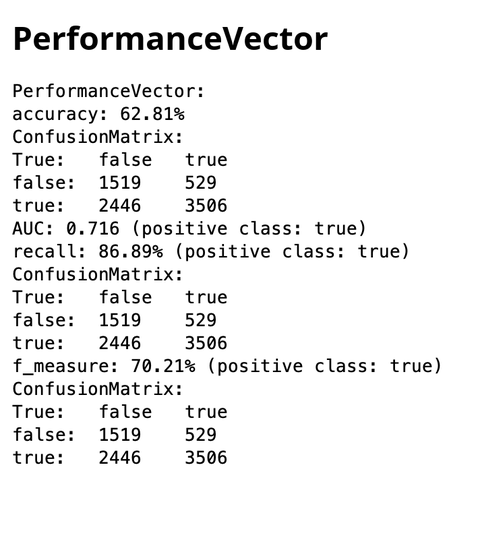 PerformanceVector
PerformanceVector:
accuracy: 62.81%
ConfusionMatrix:
True:   false   true
false:  1519    529
true:   2446    3506
AUC: 0.716 (positive class: true)
recall: 86.89% (positive class: true)
ConfusionMatrix:
True:   false   true
false:  1519    529
true:   2446    3506
f_measure: 70.21% (positive class: true)
ConfusionMatrix:
True:   false   true
false:  1519    529
true:   2446    3506